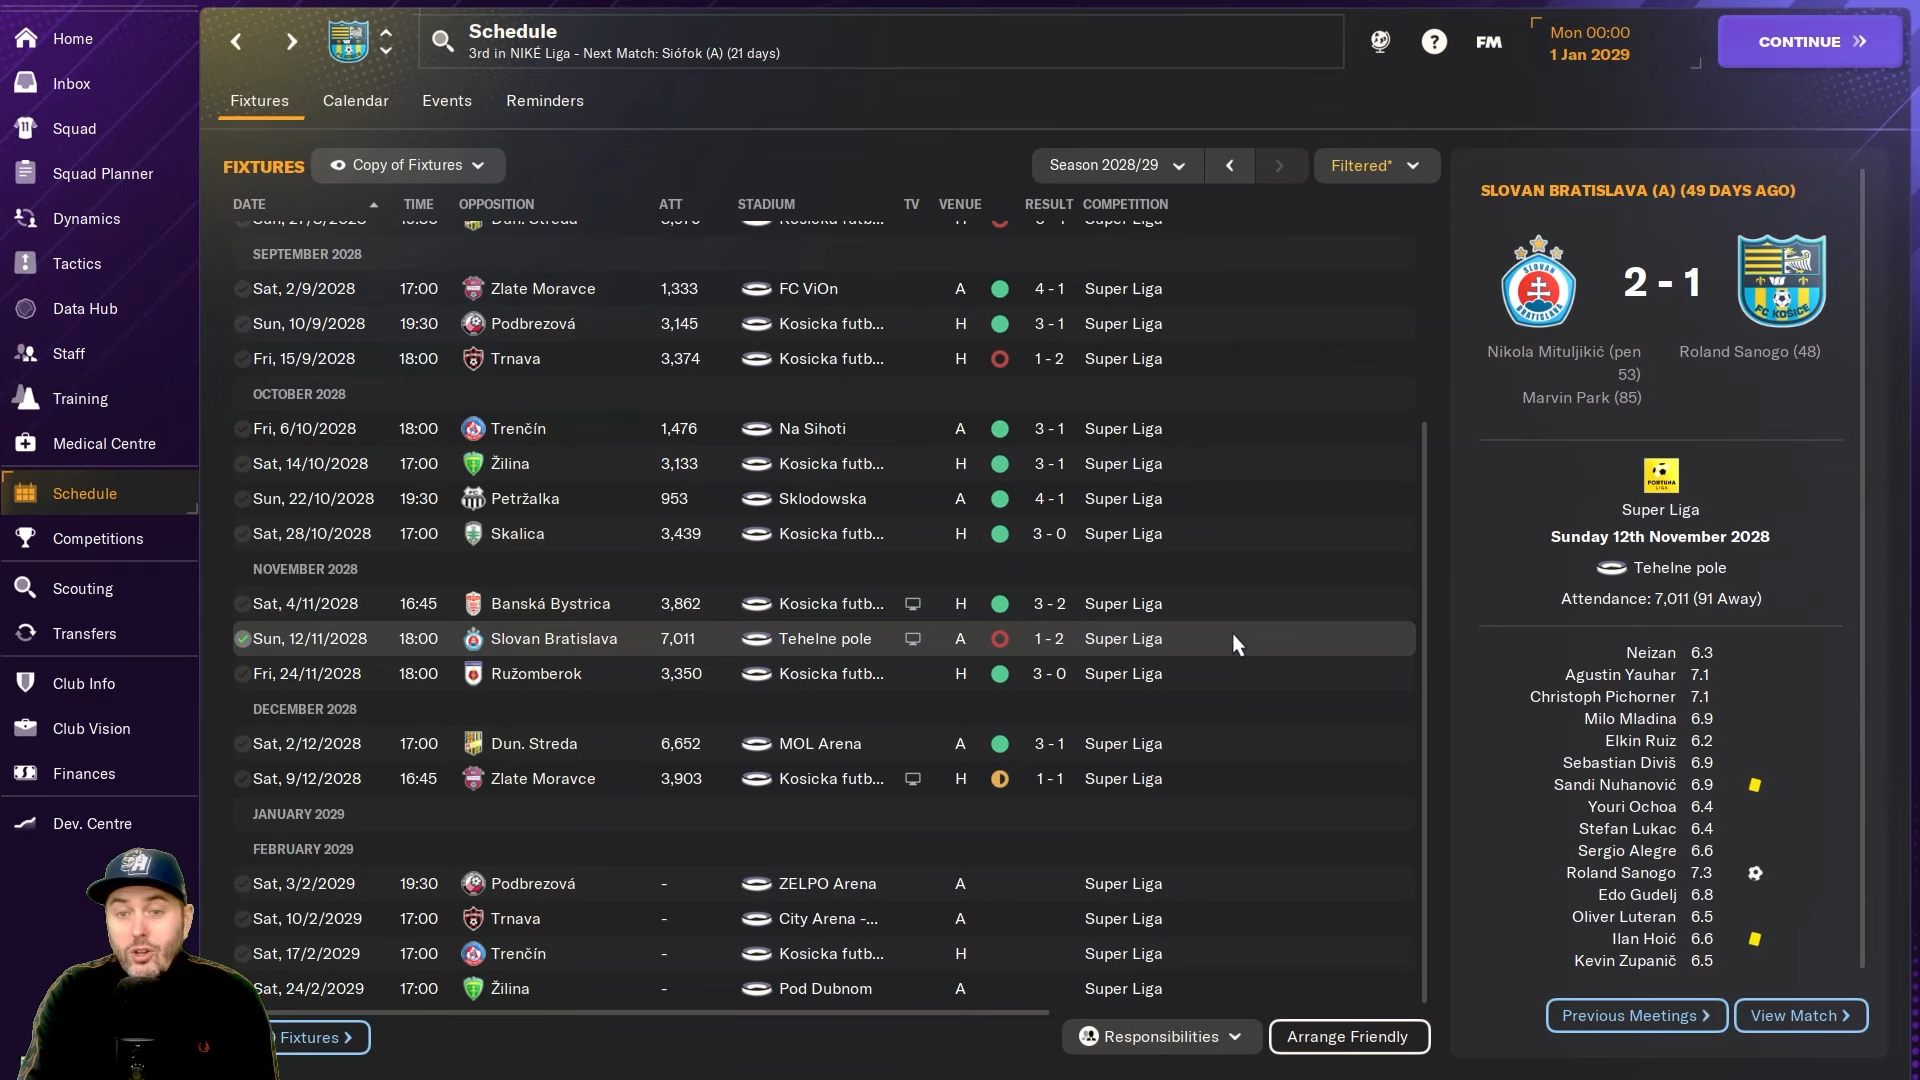 Home
Inbox
Squad
Squad Planner
Dynamics
Tactics
Data Hub
Staff
Training
Medical Centre
Schedule
Competitions
Scouting
Transfers
Club Info
Club Vision
Finances
Dev. Centre
Schedule
3rd in NIKÉ Liga - Next Match: Siófok (A) (21 days)
FM
Mon 00:00
1 Jan 2029
CONTINUE
Fixtures Calendar Events Reminders
FIXTURES Copy of Fixtures Season 2028/29 Filtered*
DATE TIME OPPOSITION ATT STADIUM TV VENUE RESULT COMPETITION
SEPTEMBER 2028
Sat, 2/9/2028 17:00 Zlate Moravce 1,333 FC ViOn A 4 - 1 Super Liga
Sun, 10/9/2028 19:30 Podbrezová 3,145 Kosicka futb... H 3 - 1 Super Liga
Fri, 15/9/2028 18:00 Trnava 3,374 Kosicka futb... H 1 - 2 Super Liga
OCTOBER 2028
Fri, 6/10/2028 18:00 Trenčín 1,476 Na Sihoti A 3 - 1 Super Liga
Sat, 14/10/2028 17:00 Žilina 3,133 Kosicka futb... H 3 - 1 Super Liga
Sun, 22/10/2028 19:30 Petržalka 953 Sklodowska A 4 - 1 Super Liga
Sat, 28/10/2028 17:00 Skalica 3,439 Kosicka futb... H 3 - 0 Super Liga
NOVEMBER 2028
Sat, 4/11/2028 16:45 Banská Bystrica 3,862 Kosicka futb... H 3 - 2 Super Liga
Sun, 12/11/2028 18:00 Slovan Bratislava 7,011 Tehelne pole A 1 - 2 Super Liga
Fri, 24/11/2028 18:00 Ružomberok 3,350 Kosicka futb... H 3 - 0 Super Liga
DECEMBER 2028
Sat, 2/12/2028 17:00 Dun. Streda 6,652 MOL Arena A 3 - 1 Super Liga
Sat, 9/12/2028 16:45 Zlate Moravce 3,903 Kosicka futb... H 1 - 1 Super Liga
JANUARY 2029
FEBRUARY 2029
Sat, 3/2/2029 19:30 Podbrezová - ZELPO Arena A Super Liga
Sat, 10/2/2029 17:00 Trnava - City Arena -... A Super Liga
Sat, 17/2/2029 17:00 Trenčín - Kosicka futb... H Super Liga
Sat, 24/2/2029 17:00 Žilina - Pod Dubnom A Super Liga
Fixtures
Responsibilities
Arrange Friendly
SLOVAN BRATISLAVA (A) (49 DAYS AGO)
2 - 1
SLOVAN
BRATISLAVA
FC KOŠICE
Nikola Mituljikić (pen 53)
Marvin Park (85)
Roland Sanogo (48)
FORTUNA
LIGA
Super Liga
Sunday 12th November 2028
Tehelne pole
Attendance: 7,011 (91 Away)
Neizan 6.3
Agustin Yauhar 7.1
Christoph Pichorner 7.1
Milo Mladina 6.9
Elkin Ruiz 6.2
Sebastian Diviš 6.9
Sandi Nuhanović 6.9
Youri Ochoa 6.4
Stefan Lukac 6.4
Sergio Alegre 6.6
Roland Sanogo 7.3
Edo Gudelj 6.8
Oliver Luteran 6.5
Ilan Hoić 6.6
Kevin Zupanič 6.5
Previous Meetings
View Match